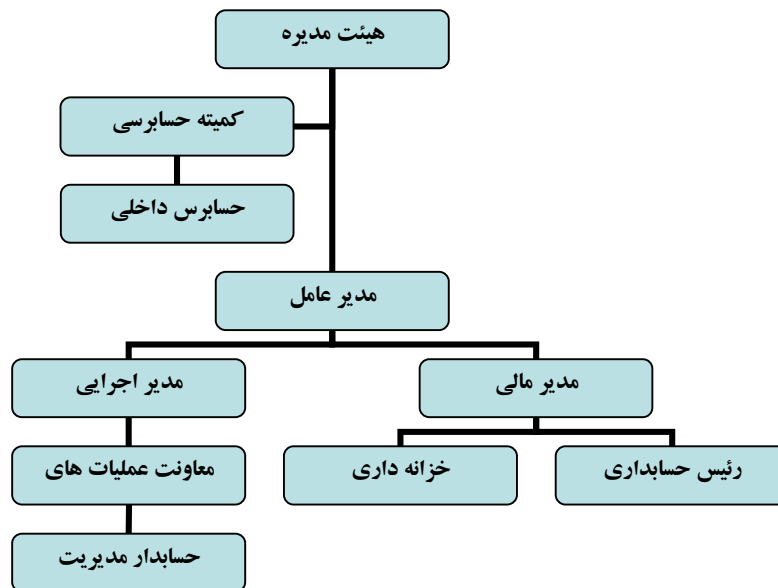 هیئت مدیره
کمیته حسابرسی
حسابرس داخلی
مدیر عامل
مدیر مالی
مدیر اجرایی
رئیس حسابداری
خزانه داری
معاونت عملیات های
حسابدار مدیریت